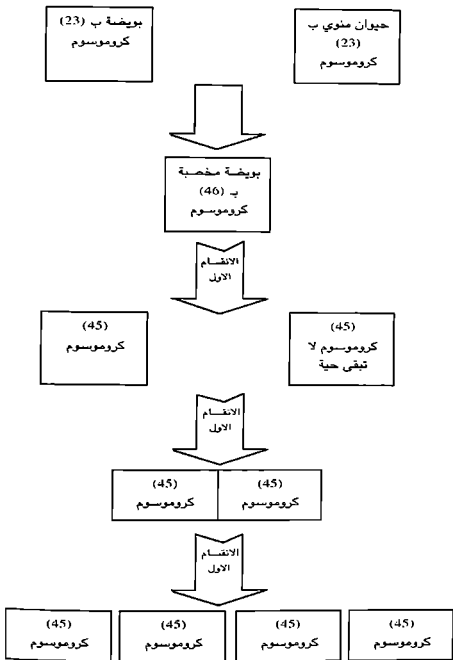 حيوان منوي ب
(23)
كروموسوم
بويضة ب (23)
كروموسوم
بويضة مخصبة
بـ (46)
كروموسوم
الانقسام
الاول
(45)
كروموسوم لا
تبقى حية
(45)
كروموسوم
الانقسام
الاول
(45)
كروموسوم
(45)
كروموسوم
الانقسام
الاول
(45)
كروموسوم
(45)
كروموسوم
(45)
كروموسوم
(45)
كروموسوم